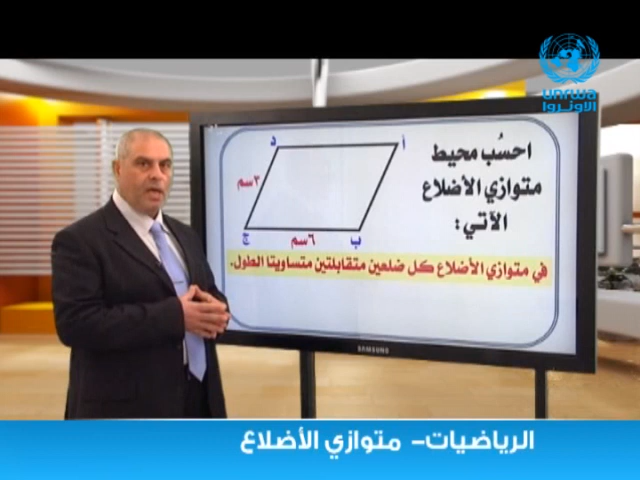 unrwa
الاونروا
احسُب محيط
متوازي الأضلاع
الآتي:
أ
د
٣سم
ب
٦سم
ج
في متوازي الأضلاع كل ضلعين متقابلتين متساويتا الطول.
SAMSUNG
الرياضيات- متوازي الأضلاع